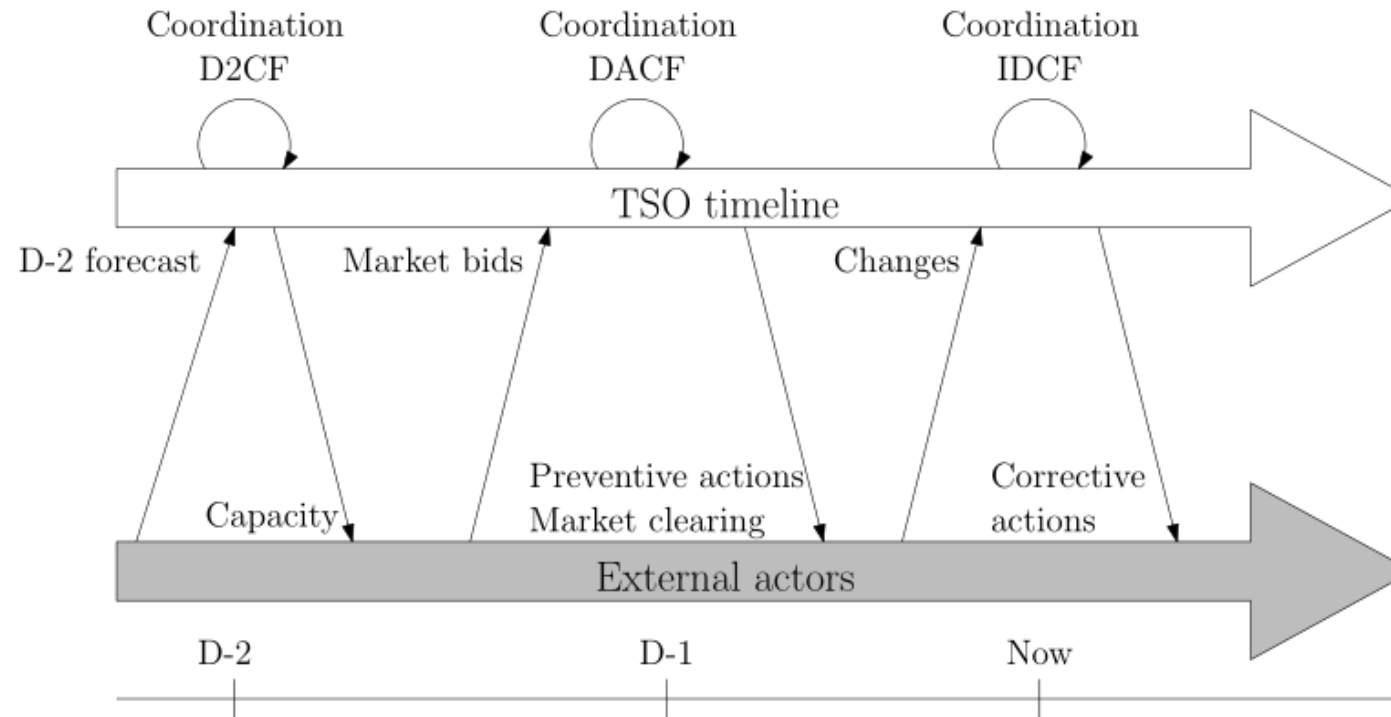 Coordination
D2CF
Coordination
DACF
Coordination
IDCF
TSO timeline
D-2 forecast
Market bids
Changes
Capacity
Preventive actions
Market clearing
Corrective
actions
External actors
D-2
D-1
Now